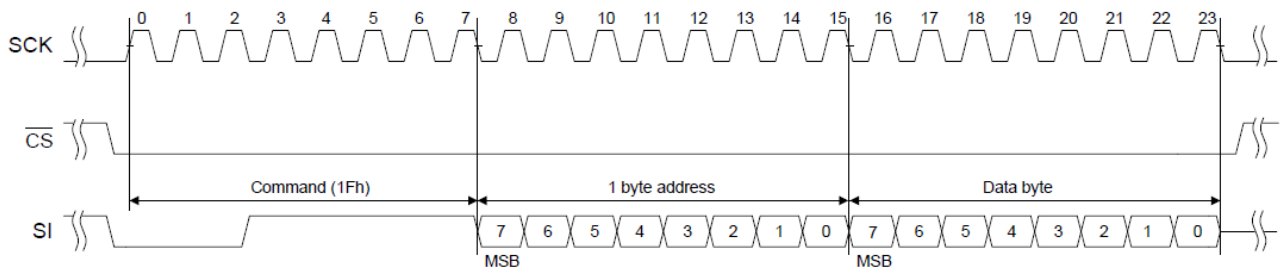 0 1 2 3 4 5 6 7 8 9 10 11 12 13 14 15 16 17 18 19 20 21 22 23
SCK
CS
Command (1Fh) 1 byte address Data byte
SI 7 6 5 4 3 2 1 0 7 6 5 4 3 2 1 0
MSB MSB